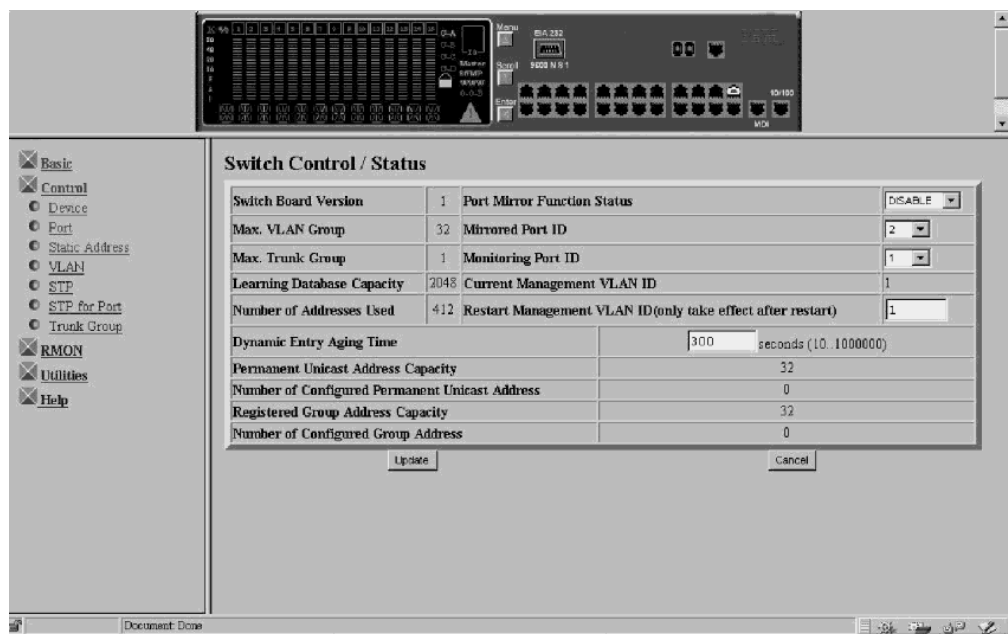 Menu
EIA 232
9600 N 8 1
Scroll
Enter
10/100
MDI
Basic
Control
Device
Port
Static Address
VLAN
STP
STP for Port
Trunk Group
RMON
Utilities
Help
Switch Control / Status
Switch Board Version 1 Port Mirror Function Status DISABLE
Max. VLAN Group 32 Mirrored Port ID 2
Max. Trunk Group 1 Monitoring Port ID 1
Learning Database Capacity 2048 Current Management VLAN ID 1
Number of Addresses Used 412 Restart Management VLAN ID(only take effect after restart) 1
Dynamic Entry Aging Time 300 seconds (10..1000000)
Permanent Unicast Address Capacity 32
Number of Configured Permanent Unicast Address 0
Registered Group Address Capacity 32
Number of Configured Group Address 0
Update Cancel
Document: Done